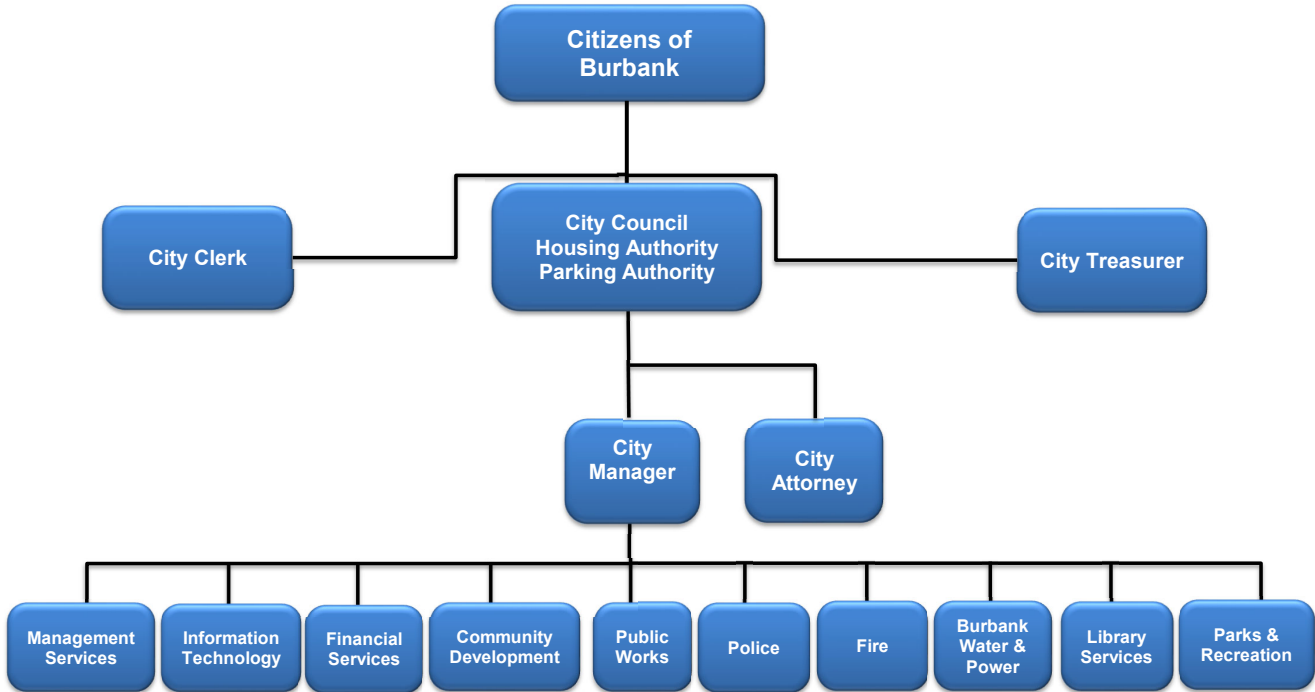 Citizens of
Burbank
City Clerk
City Council
Housing Authority
Parking Authority
City Treasurer
City
Manager
City
Attorney
Management
Services
Information
Technology
Financial
Services
Community
Development
Public
Works
Police
Fire
Burbank
Water &
Power
Library
Services
Parks &
Recreation